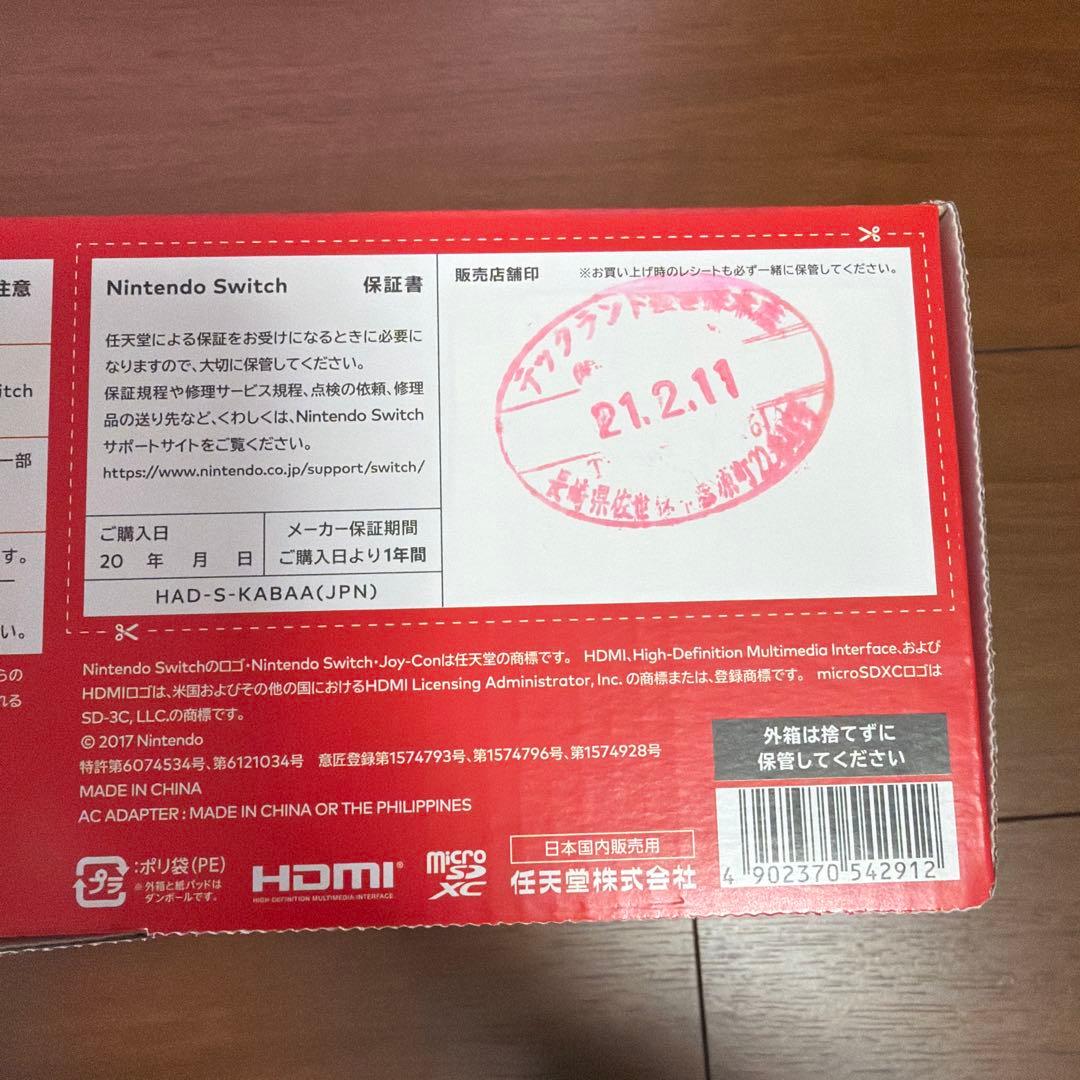 注意
itch
一部
す。
い。
らの
れる
Nintendo Switch 保証書
任天堂による保証をお受けになるときに必要に
なりますので、大切に保管してください。
保証規程や修理サービス規程、点検の依頼、修理
品の送り先など、くわしくは、Nintendo Switch
サポートサイトをご覧ください。
https://www.nintendo.co.jp/support/switch/
ご購入日
20 年 月 日
メーカー保証期間
ご購入日より1年間
HAD-S-KABAA(JPN)
販売店舗印 ※お買い上げ時のレシートも必ず一緒に保管してください。
テックランド
21.2.11
長崎県佐世
Nintendo Switchのロゴ・Nintendo Switch・Joy-Conは任天堂の商標です。 HDMI、High-Definition Multimedia Interface、および
HDMIロゴは、米国およびその他の国におけるHDMI Licensing Administrator, Inc. の商標または、登録商標です。 microSDXCロゴは
SD-3C, LLC.の商標です。
© 2017 Nintendo
特許第6074534号、第6121034号 意匠登録第1574793号、第1574796号、第1574928号
MADE IN CHINA
AC ADAPTER : MADE IN CHINA OR THE PHILIPPINES
プラ
:ポリ袋(PE)
※外箱と紙パッドは
ダンボールです。
HDMI®
HIGH-DEFINITION MULTIMEDIA INTERFACE
micro
SD
XC
日本国内販売用
任天堂株式会社
外箱は捨てずに
保管してください
4 902370 542912